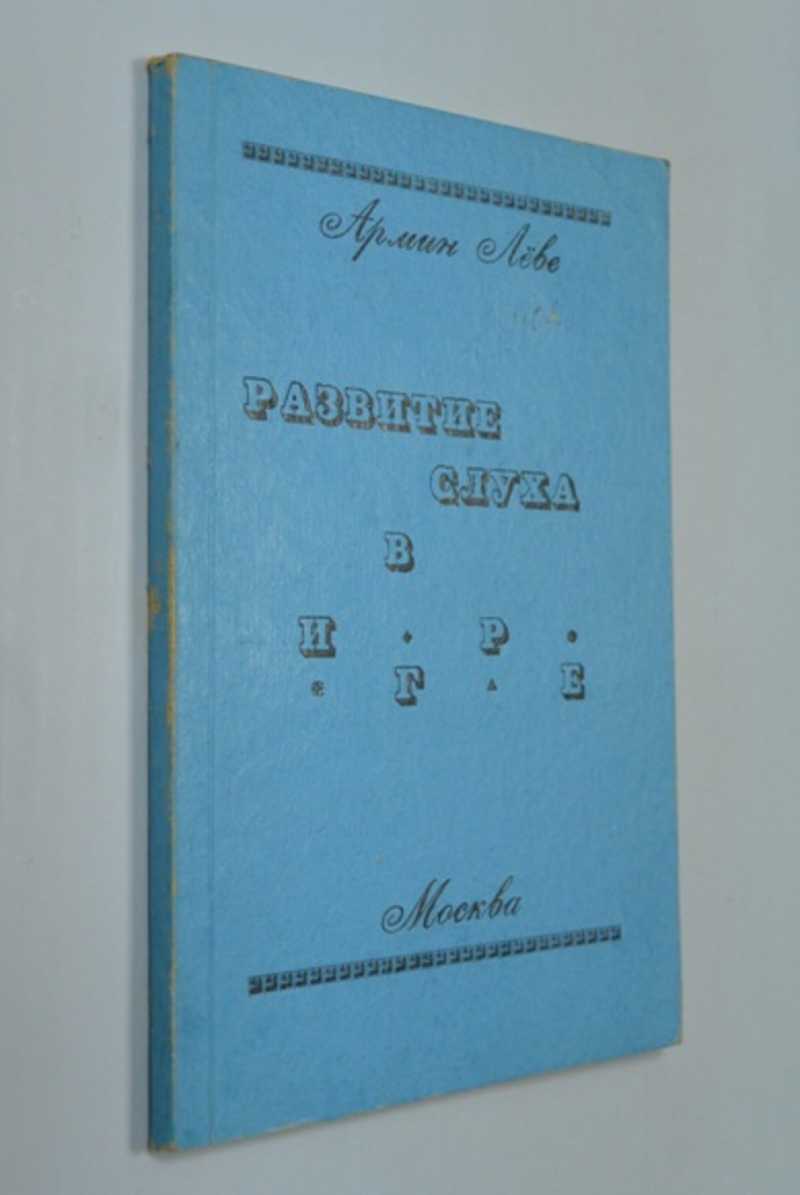 Армин Лёве
РАЗВИТИЕ
СЛУХА
В
И Р
Г Е
Москва